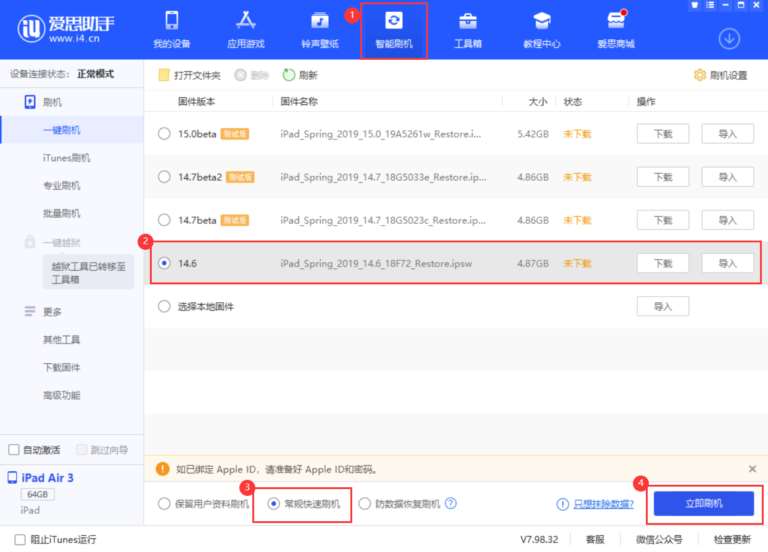 爱思助手
www.i4.cn
我的设备
应用游戏
铃声壁纸
1
智能刷机
工具箱
教程中心
爱思商城
设备连接状态： 正常模式
打开文件夹 删除 刷新 刷机设置
刷机
一键刷机
iTunes刷机
专业刷机
批量刷机
一键越狱
越狱工具已转移至
工具箱
更多
其他工具
下载固件
高级功能
固件版本 固件名称 大小 状态 操作
15.0beta 测试版 iPad_Spring_2019_15.0_19A5261w_Restore.i... 5.42GB 未下载 下载 导入
14.7beta2 测试版 iPad_Spring_2019_14.7_18G5033e_Restore.ip... 4.86GB 未下载 下载 导入
14.7beta 测试版 iPad_Spring_2019_14.7_18G5023c_Restore.ip... 4.86GB 未下载 下载 导入
2
14.6 iPad_Spring_2019_14.6_18F72_Restore.ipsw 4.87GB 未下载 下载 导入
选择本地固件 导入
自动激活 跳过向导
iPad Air 3
64GB
iPad
如已绑定 Apple ID，请准备好 Apple ID和密码。
3
4
保留用户资料刷机 常规快速刷机 防数据恢复刷机 只想抹除数据? 立即刷机
阻止iTunes运行 V7.98.32 客服 微信公众号 检查更新